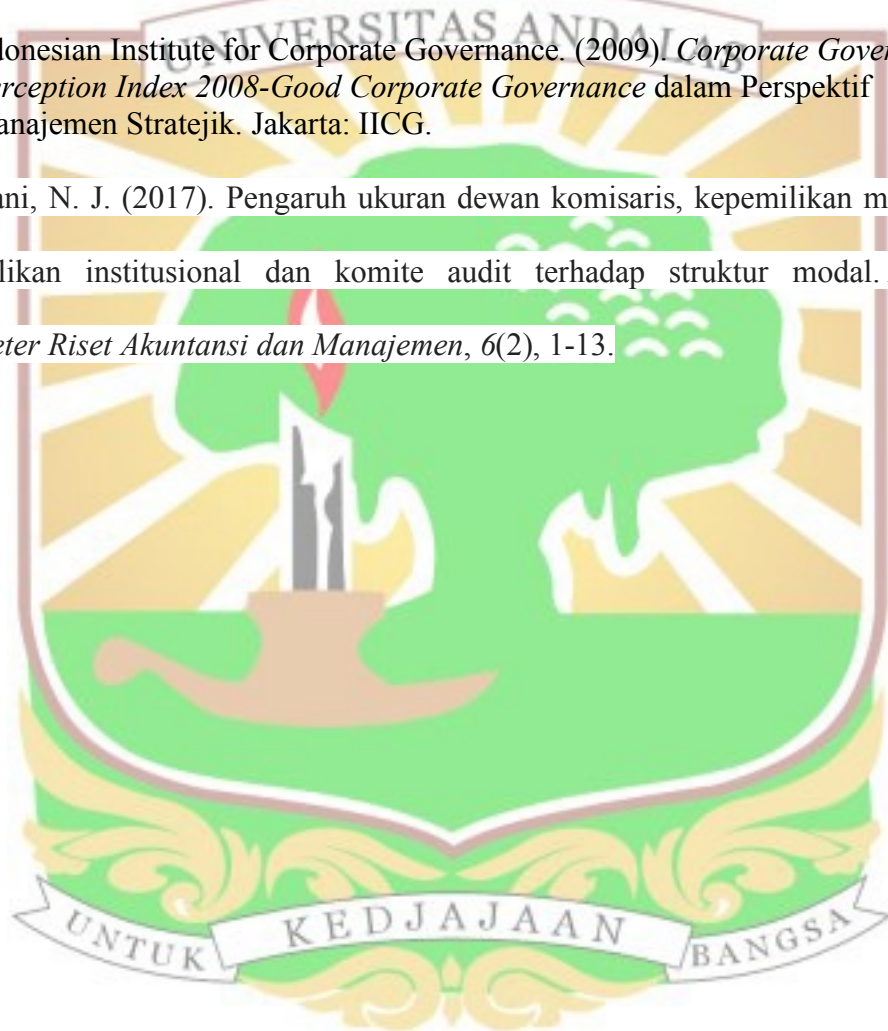 UNIVERSITAS ANDALAS
donesian Institute for Corporate Governance. (2009). Corporate Gover
erception Index 2008-Good Corporate Governance dalam Perspektif
anajemen Stratejik. Jakarta: IICG.
ani, N. J. (2017). Pengaruh ukuran dewan komisaris, kepemilikan m
likan institusional dan komite audit terhadap struktur modal.
eter Riset Akuntansi dan Manajemen, 6(2), 1-13.
UNTUK KEDJAJAAN BANGSA